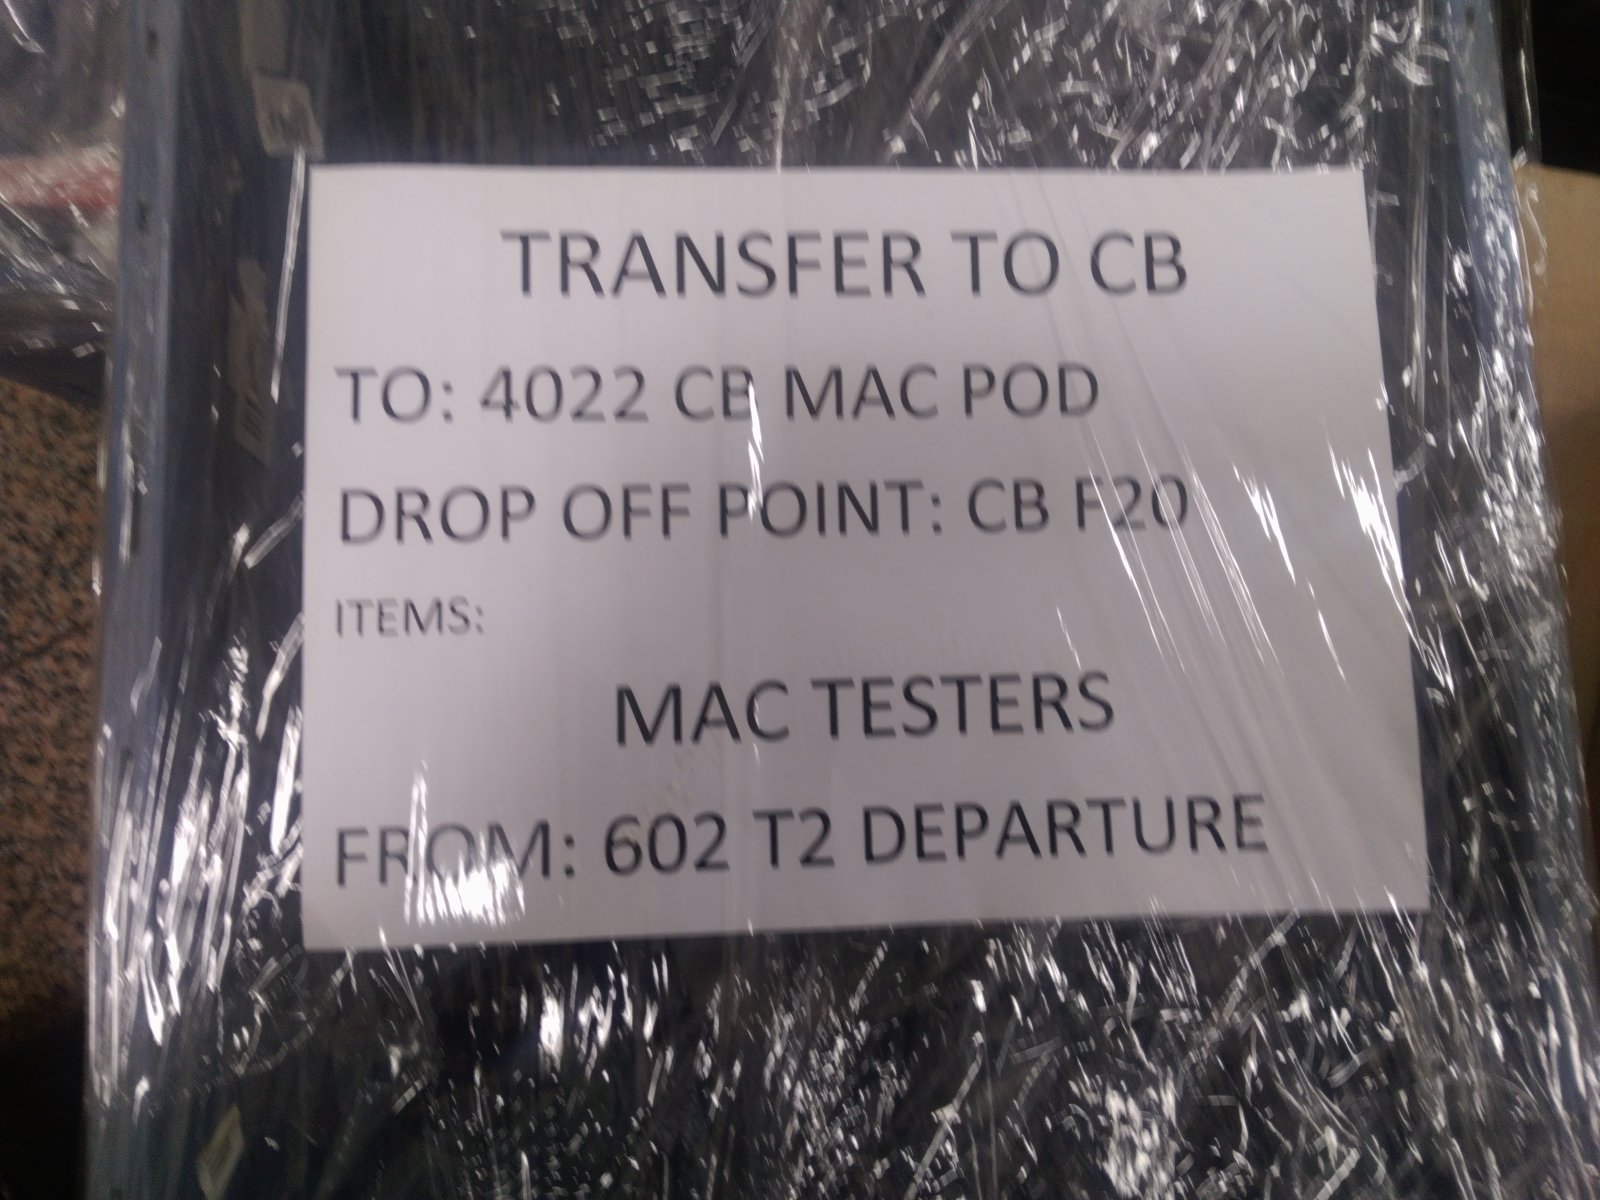 TRANSFER TO CB
TO: 4022 CB MAC POD
DROP OFF POINT: CB F20
ITEMS:
MAC TESTERS
FROM: 602 T2 DEPARTURE